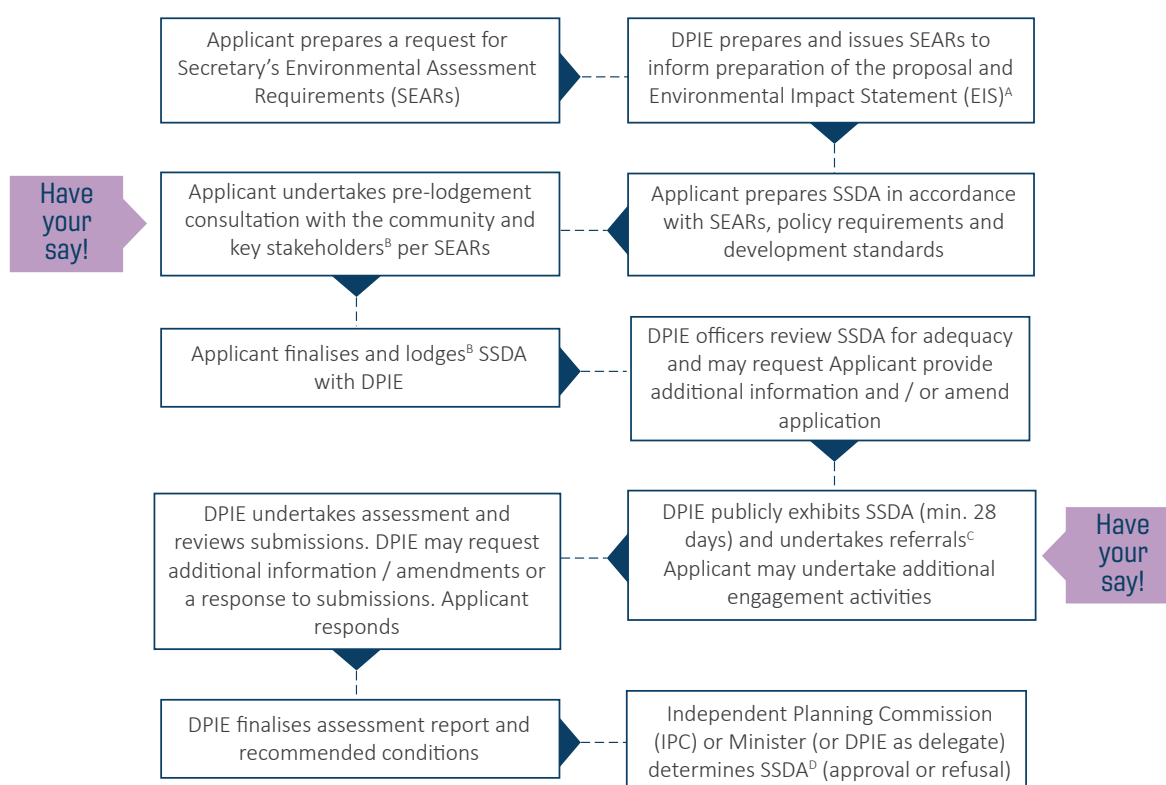 Applicant prepares a request for
Secretary's Environmental Assessment
Requirements (SEARs)
DPIE prepares and issues SEARs to
inform preparation of the proposal and
Environmental Impact Statement (EIS)ᴬ
Applicant prepares SSDA in accordance
with SEARs, policy requirements and
development standards
Have
your
say!
Applicant undertakes pre-lodgement
consultation with the community and
key stakeholdersᴮ per SEARs
Applicant finalises and lodgesᴮ SSDA
with DPIE
DPIE officers review SSDA for adequacy
and may request Applicant provide
additional information and / or amend
application
DPIE publicly exhibits SSDA (min. 28
days) and undertakes referralsᶜ
Applicant may undertake additional
engagement activities
Have
your
say!
DPIE undertakes assessment and
reviews submissions. DPIE may request
additional information / amendments or
a response to submissions. Applicant
responds
DPIE finalises assessment report and
recommended conditions
Independent Planning Commission
(IPC) or Minister (or DPIE as delegate)
determines SSDAᴰ (approval or refusal)